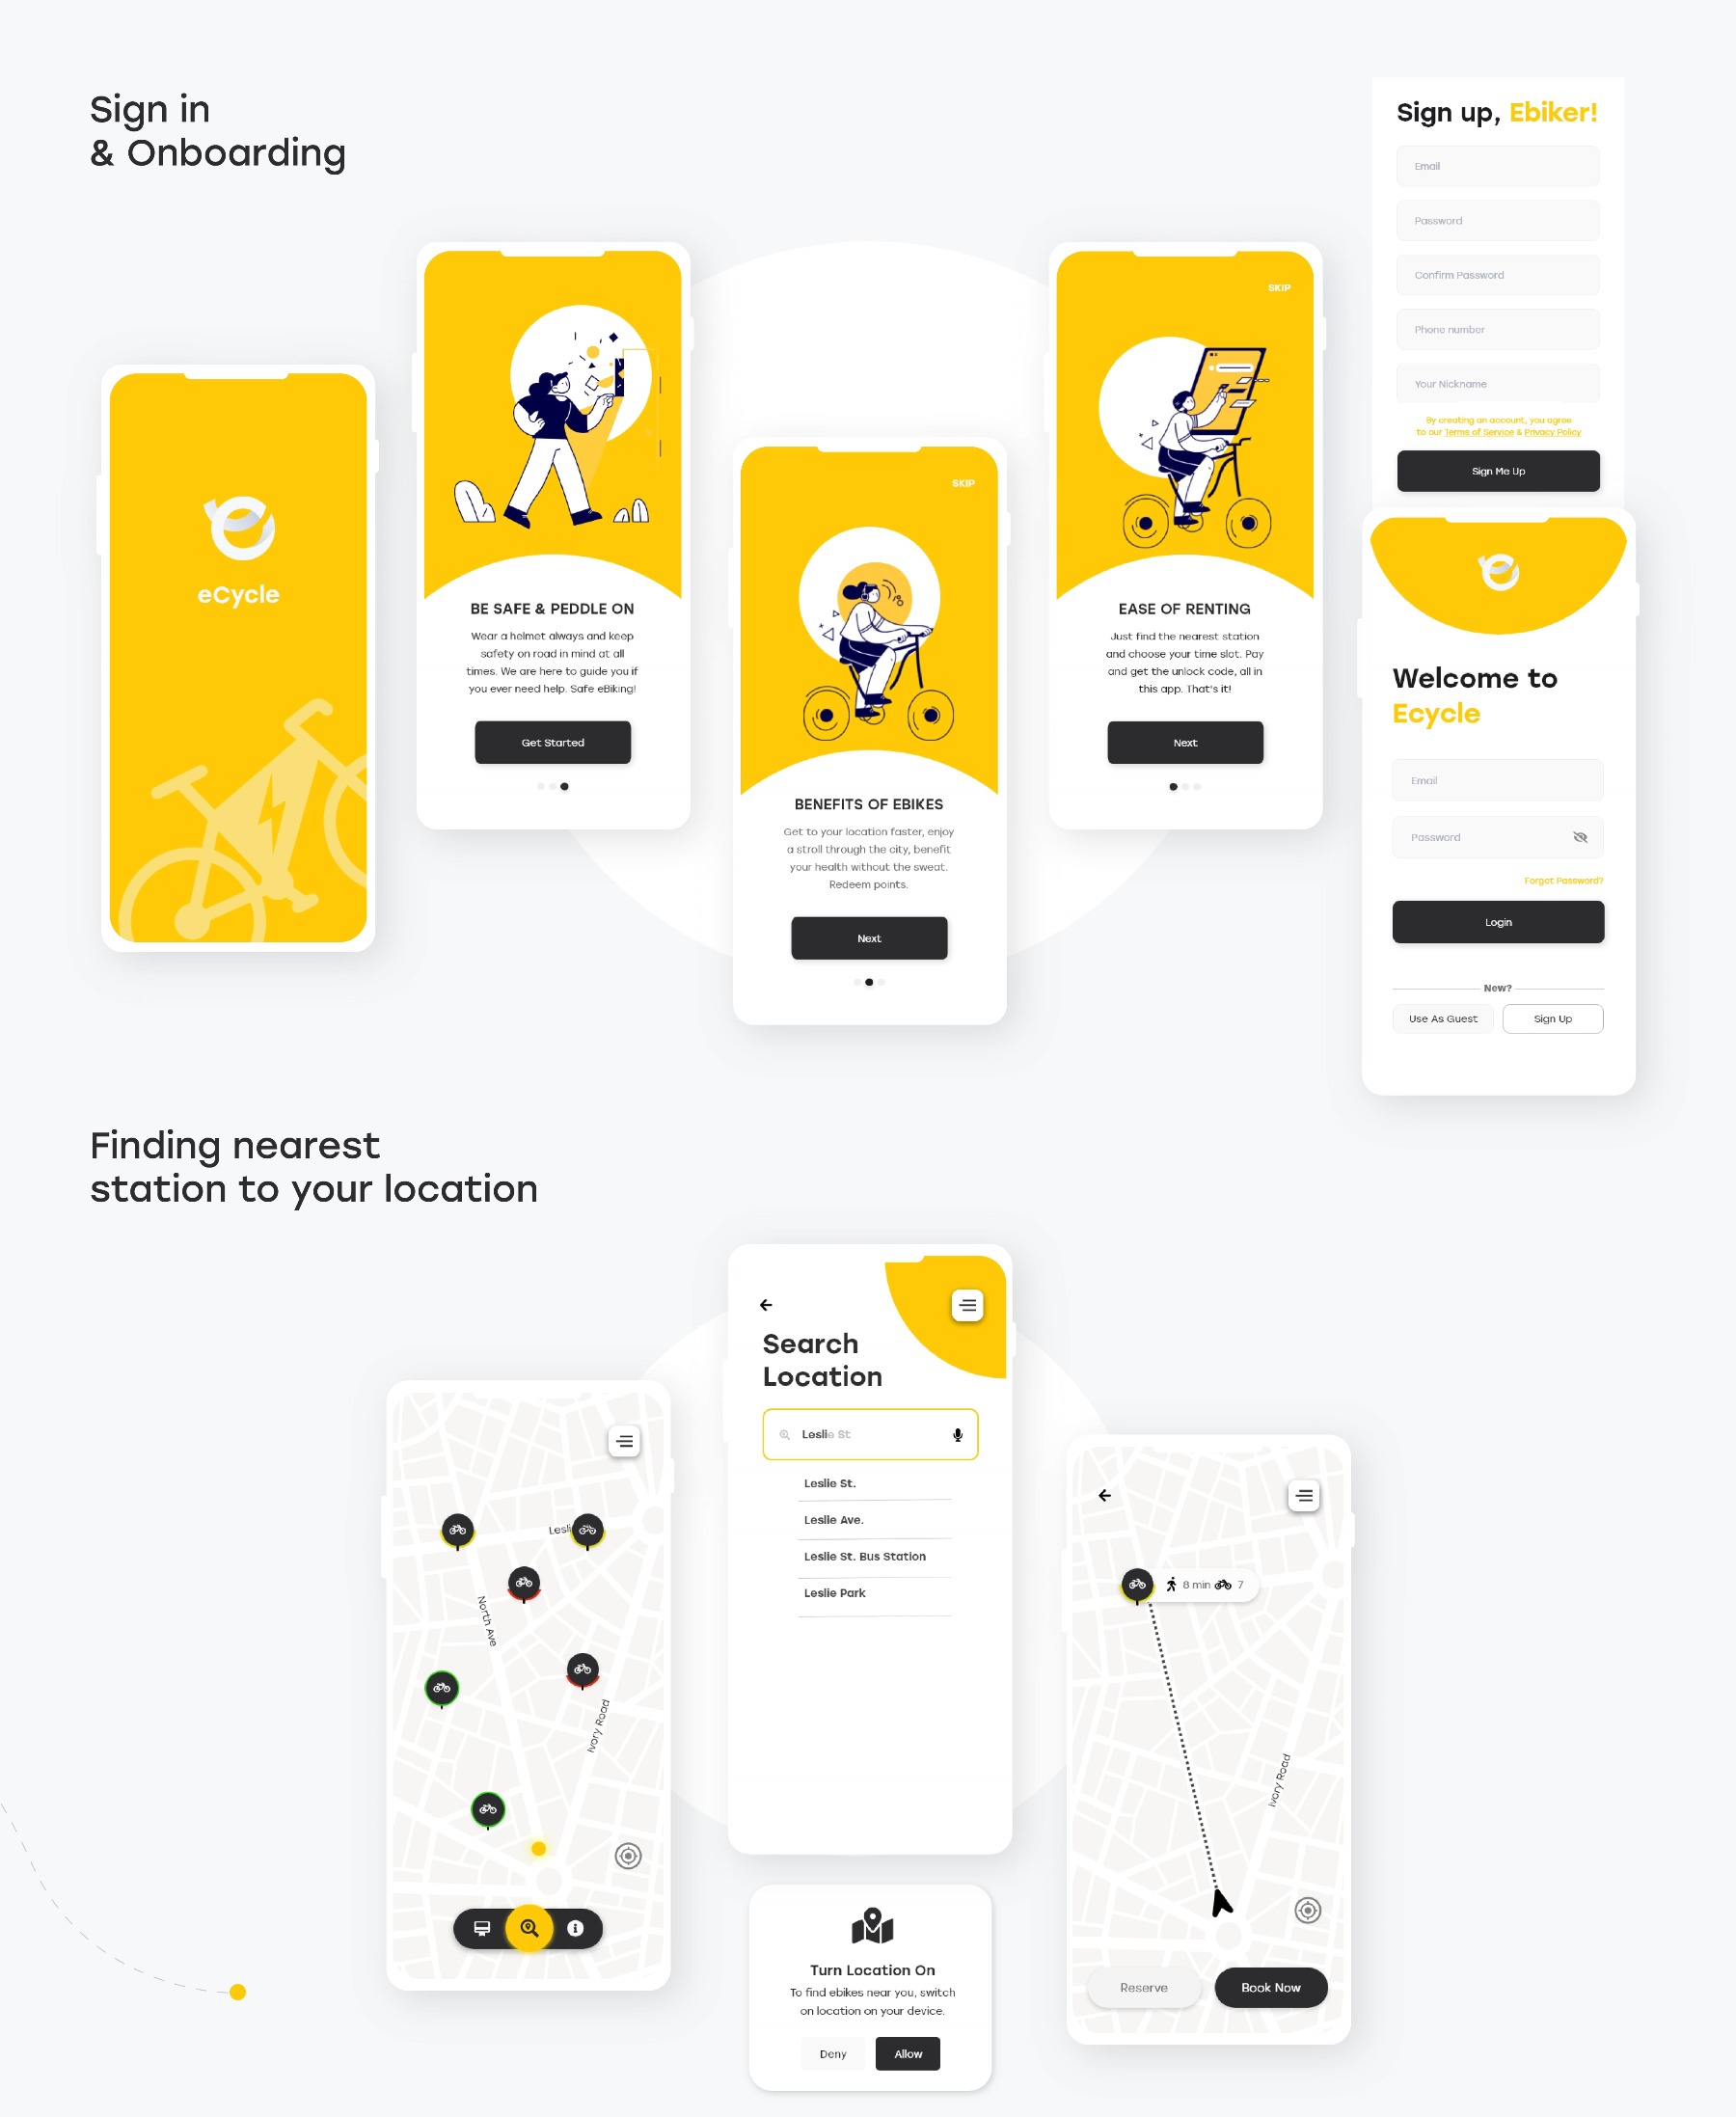 Sign in
& Onboarding
eCycle
BE SAFE & PEDDLE ON
Wear a helmet always and keep
safety on road in mind at all
times. We are here to guide you if
you ever need help. Safe eBiking!
Get Started
SKIP
BENEFITS OF EBIKES
Get to your location faster, enjoy
a stroll through the city, benefit
your health without the sweat.
Redeem points.
Next
SKIP
EASE OF RENTING
Just find the nearest station
and choose your time slot. Pay
and get the unlock code, all in
this app. That's it!
Next
Sign up, Ebiker!
Email
Password
Confirm Password
Phone number
Your Nickname
By creating an account, you agree
to our Terms of Service & Privacy Policy
Sign Me Up
Welcome to
Ecycle
Email
Password
Forgot Password?
Login
New?
Use As Guest
Sign Up
Finding nearest
station to your location
Lesli
North Ave
Ivory Road
Search
Location
Leslie St
Leslie St.
Leslie Ave.
Leslie St. Bus Station
Leslie Park
Turn Location On
To find ebikes near you, switch
on location on your device.
Deny
Allow
8 min 7
Ivory Road
Reserve
Book Now